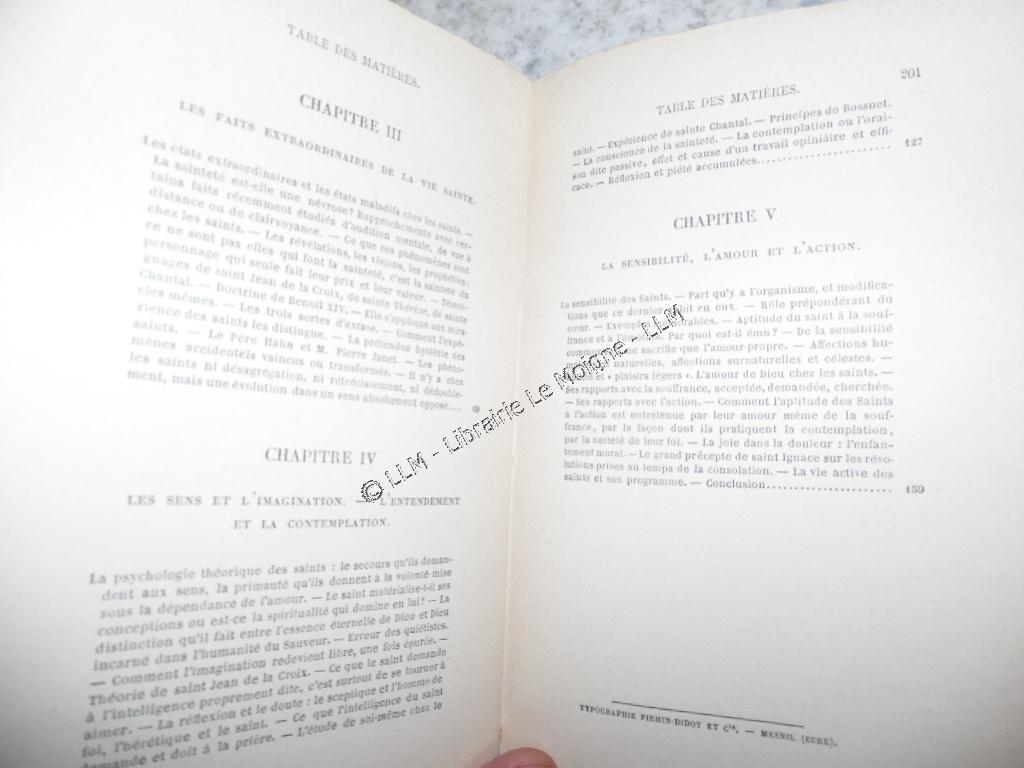 TABLE DES MATIÈRES.
CHAPITRE III
LES FAITS EXTRAORDINAIRES DE LA VIE SAINTE.
Les états extraordinaires et les états maladifs chez les saints. —
La sainteté est-elle une névrose? Rapprochements avec cer-
tains faits récemment étudiés d'audition mentale, de vue à
distance ou de clairvoyance. — Ce que ces phénomènes sont
chez les saints. — Les révélations, les visions, les prophéties:
ce ne sont pas elles qui font la sainteté, c'est la sainteté du
personnage qui seule fait leur prix et leur valeur. — Témoi-
gnages de saint Jean de la Croix, de sainte Thérèse, de sainte
Chantal. — Doctrine de Benoît XIV. — Elle s'applique aux mira-
cles mêmes. — Les trois sortes d'extase. — Comment l'expé-
rience des saints les distingue. — La prétendue hystérie des
saints. — Le Père Hahn et M. Pierre Janet. — Les phéno-
mènes accidentels vaincus ou transformés. — Il n'y a chez
les saints ni désagrégation, ni rétrécissement, ni dédouble-
ment, mais une évolution dans un sens absolument opposé.... 69
CHAPITRE IV
LES SENS ET L'IMAGINATION. — L'ENTENDEMENT
ET LA CONTEMPLATION.
La psychologie théorique des saints : le secours qu'ils deman-
dent aux sens, la primauté qu'ils donnent à la volonté mise
sous la dépendance de l'amour. — Le saint matérialise-t-il ses
conceptions ou est-ce la spiritualité qui domine en lui? — La
distinction qu'il fait entre l'essence éternelle de Dieu et Dieu
incarné dans l'humanité du Sauveur. — Erreur des quiétistes.
— Comment l'imagination redevient libre, une fois épurée. —
Théorie de saint Jean de la Croix. — Ce que le saint demande
à l'intelligence proprement dite, c'est surtout de se tourner à
aimer. — La réflexion et le doute : le sceptique et l'homme de
foi, l'hérétique et le saint. — Ce que l'intelligence du saint
demande et doit à la prière. — L'étude de soi-même chez le
201
TABLE DES MATIÈRES.
saint. — Expérience de sainte Chantal. — Principes de Bossuet.
— La conscience de la sainteté. — La contemplation ou l'orai-
son dite passive, effet et cause d'un travail opiniâtre et effi-
cace. — Réflexion et piété accumulées.................... 127
CHAPITRE V
LA SENSIBILITÉ, L'AMOUR ET L'ACTION.
La sensibilité des Saints. — Part qu'y a l'organisme, et modifica-
tions que ce dernier subit en eux. — Rôle prépondérant du
cœur. — Exemples mémorables. — Aptitude du saint à la souf-
france et à l'émotion. Par quoi est-il ému? — De la sensibilité
comme ne sacrifie que l'amour-propre. — Affections hu-
naturelles, affections surnaturelles et célestes. —
et « plaisirs légers ». L'amour de Dieu chez les saints. —
Ses rapports avec la souffrance, acceptée, demandée, cherchée.
— Ses rapports avec l'action. — Comment l'aptitude des Saints
à l'action est entretenue par leur amour même de la souf-
france, par la façon dont ils pratiquent la contemplation,
par la netteté de leur foi. — La joie dans la douleur : l'enfan-
tement moral. — Le grand précepte de saint Ignace sur les réso-
lutions prises au temps de la consolation. — La vie active des
saints et son programme. — Conclusion..................... 159
TYPOGRAPHIE FIRMIN-DIDOT ET Cie. — MESNIL (EURE).
© LLM - Librairie Le Moigne - LLM